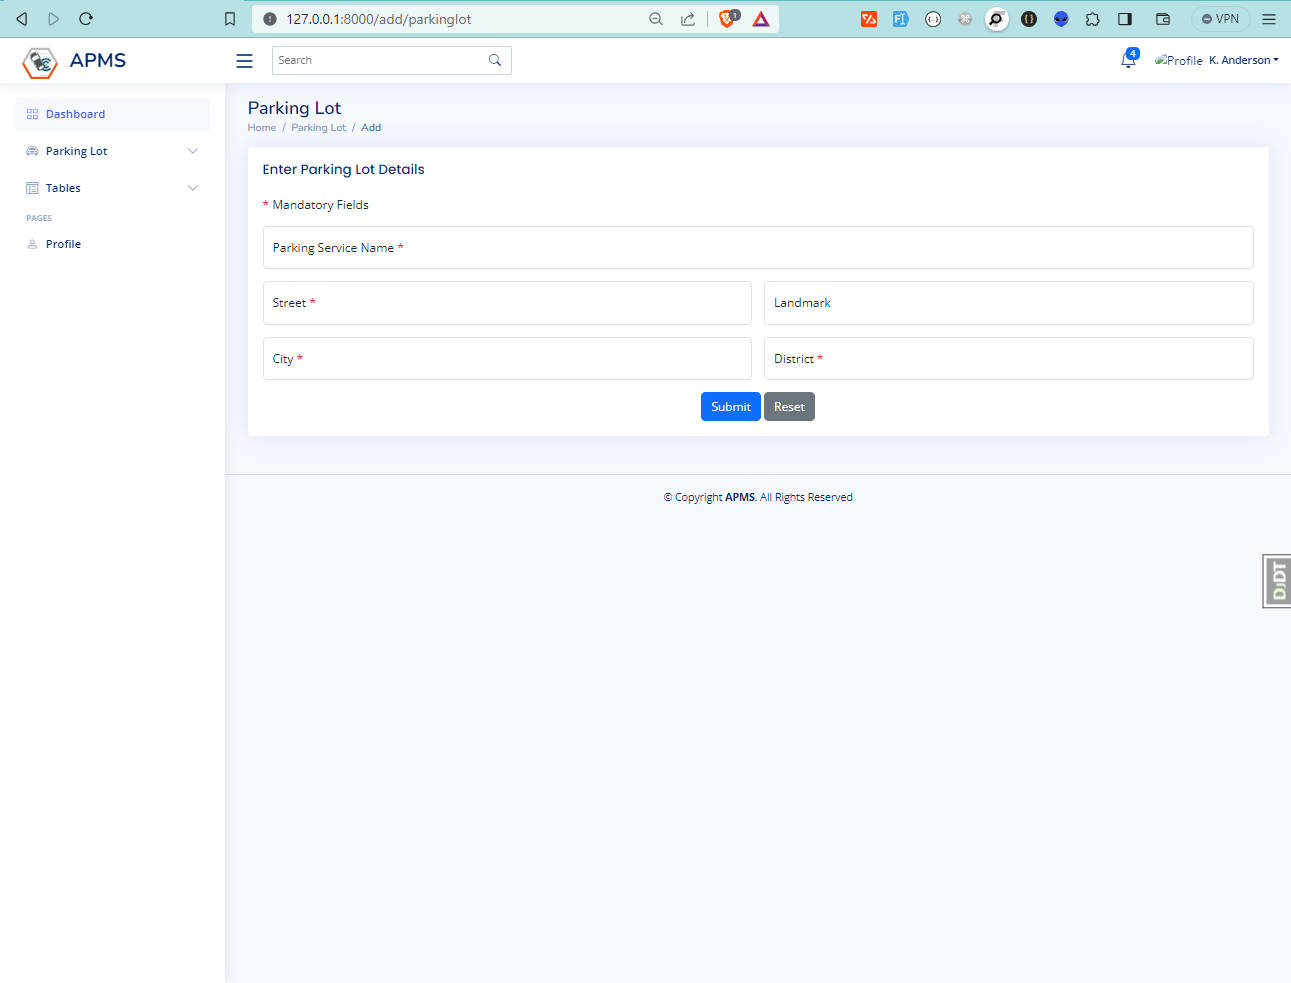 127.0.0.1:8000/add/parkinglot
1
VPN
APMS
Search
4
Profile
K. Anderson
Dashboard
Parking Lot
Tables
PAGES
Profile
Parking Lot
Home / Parking Lot / Add
Enter Parking Lot Details
* Mandatory Fields
Parking Service Name *
Street *
Landmark
City *
District *
Submit
Reset
© Copyright APMS. All Rights Reserved
DJDT